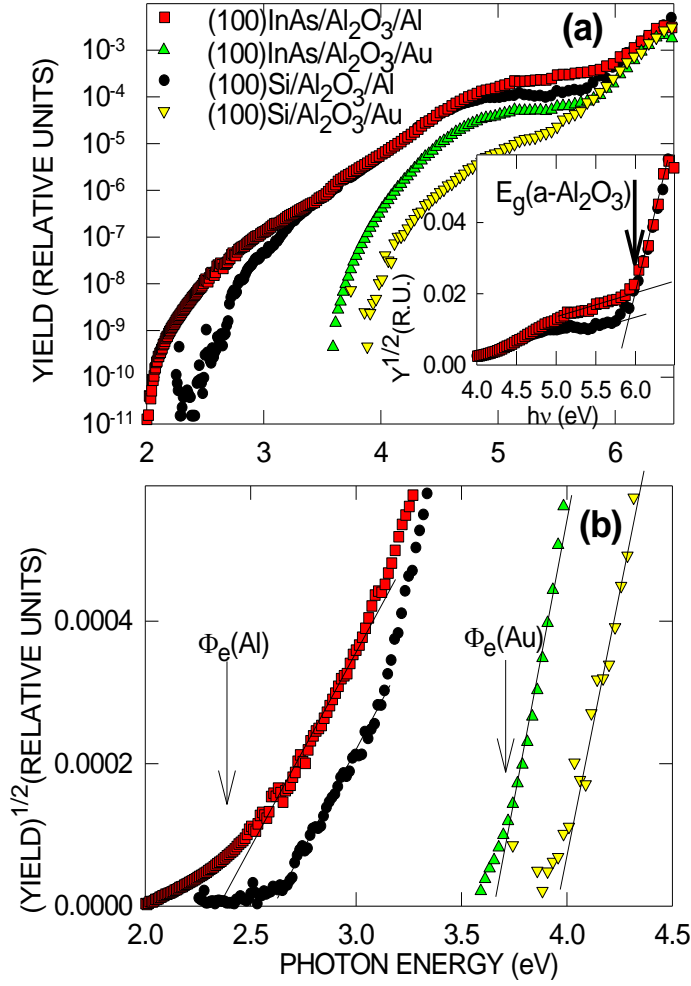 (a)
(100)InAs/Al₂O₃/Al
(100)InAs/Al₂O₃/Au
(100)Si/Al₂O₃/Al
(100)Si/Al₂O₃/Au
YIELD (RELATIVE UNITS)
10⁻³
10⁻⁴
10⁻⁵
10⁻⁶
10⁻⁷
10⁻⁸
10⁻⁹
10⁻¹⁰
10⁻¹¹
2 3 4 5 6
E_g(a-Al₂O₃)
Y^1/2(R.U.)
0.04
0.02
0.00
4.0 4.5 5.0 5.5 6.0
hν (eV)
(b)
Φ_e(Al)
Φ_e(Au)
(YIELD)^1/2(RELATIVE UNITS)
0.0004
0.0002
0.0000
2.0 2.5 3.0 3.5 4.0 4.5
PHOTON ENERGY (eV)